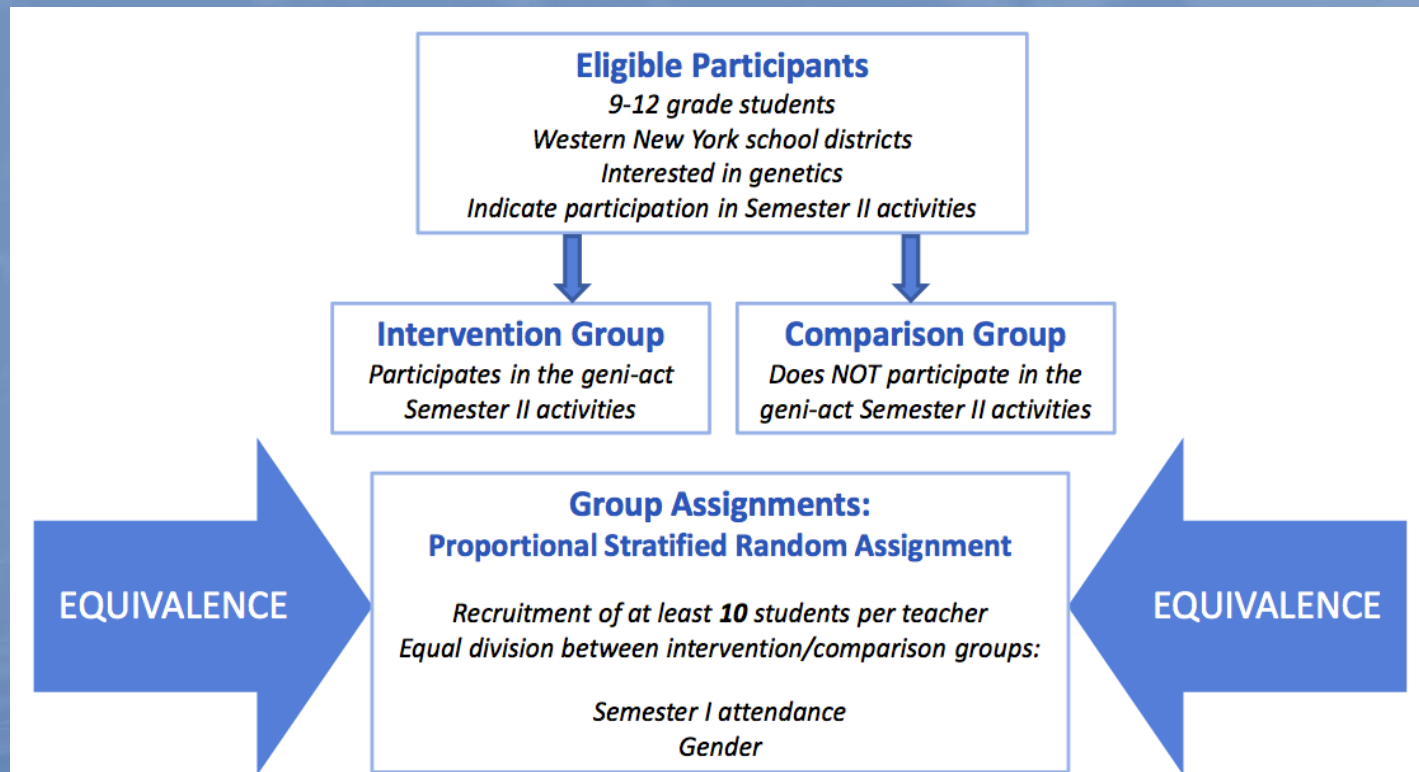 Eligible Participants
9-12 grade students
Western New York school districts
Interested in genetics
Indicate participation in Semester II activities
Intervention Group
Participates in the geni-act
Semester II activities
Comparison Group
Does NOT participate in the
geni-act Semester II activities
EQUIVALENCE
Group Assignments:
Proportional Stratified Random Assignment
Recruitment of at least 10 students per teacher
Equal division between intervention/comparison groups:
Semester I attendance
Gender
EQUIVALENCE